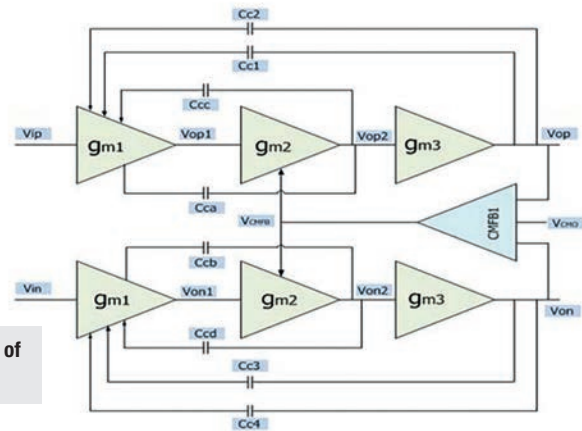 Cc2
Cc1
Ccc
Vip
gm1
Vop1
gm2
Vop2
gm3
Vop
Cca
VCMFB
CMFB1
VCMO
Ccb
Vin
gm1
Von1
gm2
Von2
gm3
Von
Ccd
of
Cc3
Cc4